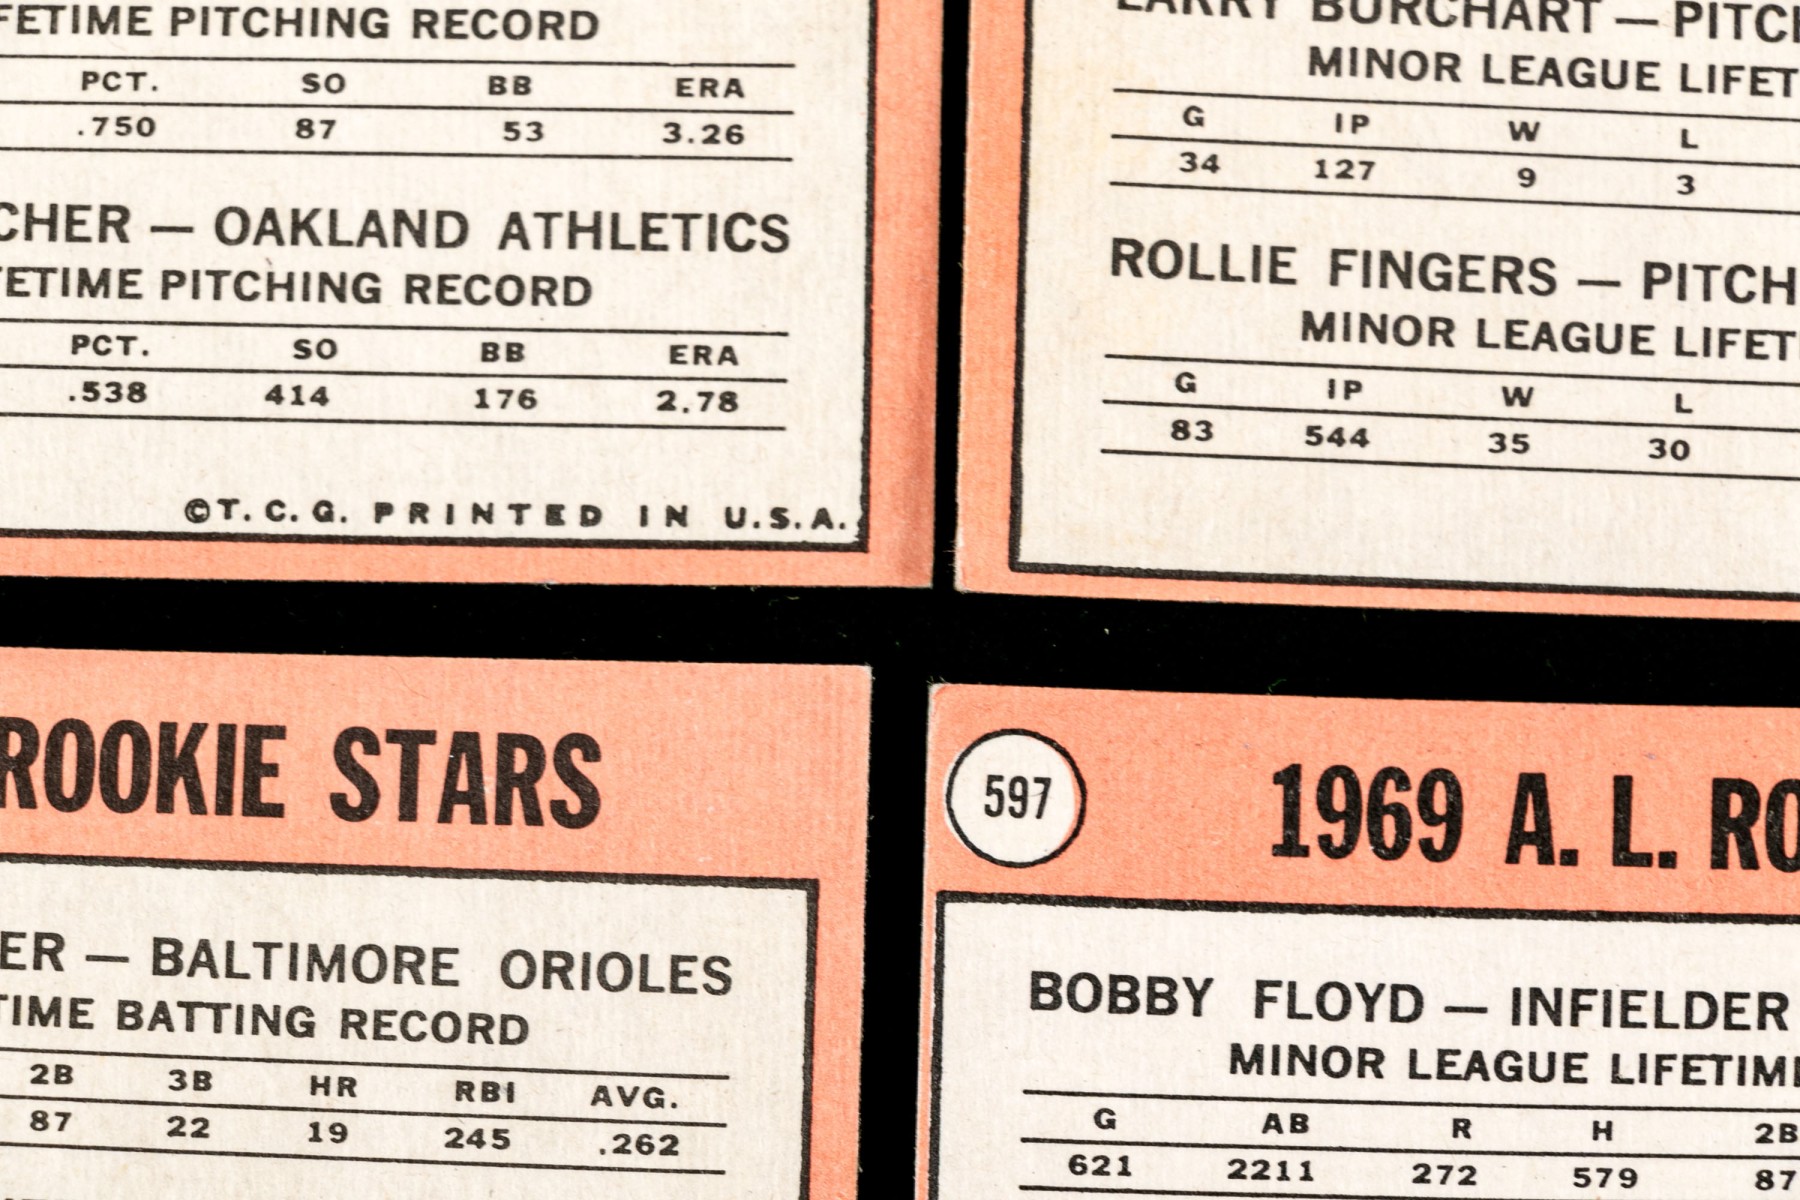 FETIME PITCHING RECORD
PCT. SO BB ERA
.750 87 53 3.26
CHER — OAKLAND ATHLETICS
FETIME PITCHING RECORD
PCT. SO BB ERA
.538 414 176 2.78
©T.C.G. PRINTED IN U.S.A.
LARRY BURCHART — PITC
MINOR LEAGUE LIFET
G IP W L
34 127 9 3
ROLLIE FINGERS — PITCH
MINOR LEAGUE LIFET
G IP W L
83 544 35 30
ROOKIE STARS
ER — BALTIMORE ORIOLES
TIME BATTING RECORD
2B 3B HR RBI AVG.
87 22 19 245 .262
597
1969 A. L. RO
BOBBY FLOYD — INFIELDER
MINOR LEAGUE LIFETIM
G AB R H 2B
621 2211 272 579 87